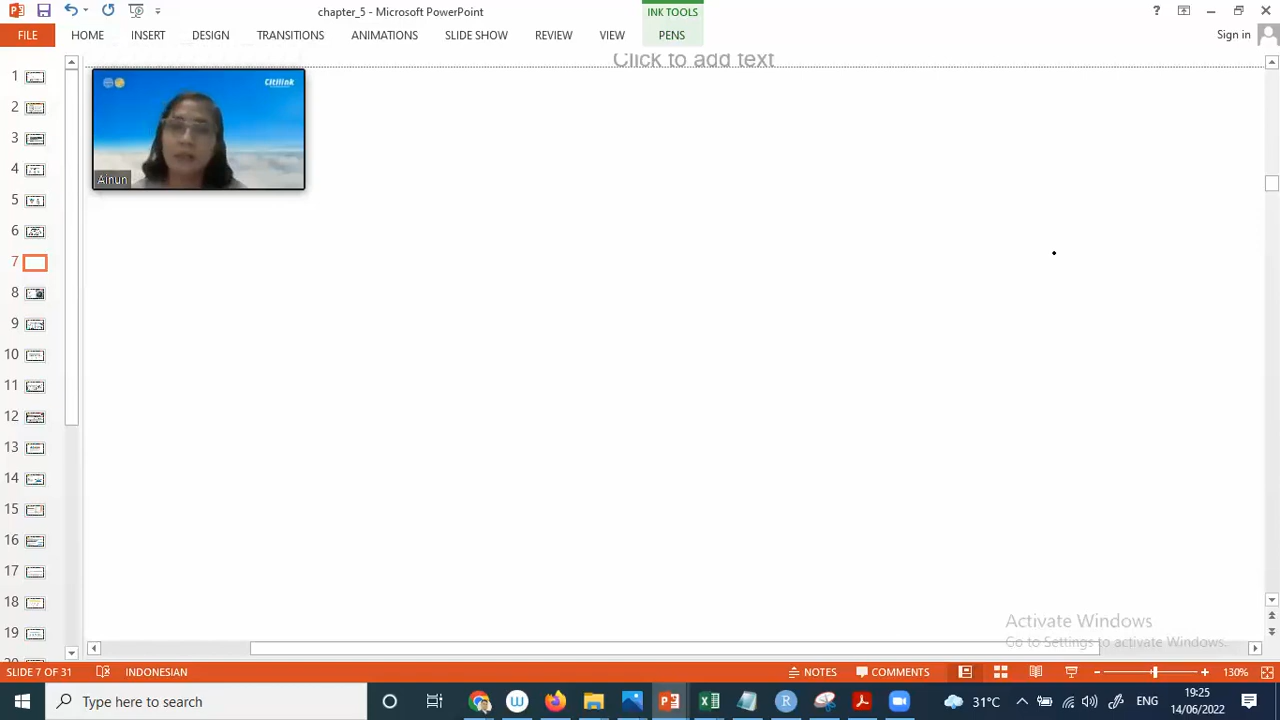 chapter_5 - Microsoft PowerPoint
INK TOOLS
?
FILE
HOME
INSERT
DESIGN
TRANSITIONS
ANIMATIONS
SLIDE SHOW
REVIEW
VIEW
PENS
Sign in
Click to add text
Citilink
Ainun
1
2
3
4
5
6
7
8
9
10
11
12
13
14
15
16
17
18
19
Activate Windows
Go to Settings to activate Windows.
SLIDE 7 OF 31
INDONESIAN
NOTES
COMMENTS
130%
Type here to search
31°C
ENG
19:25
14/06/2022